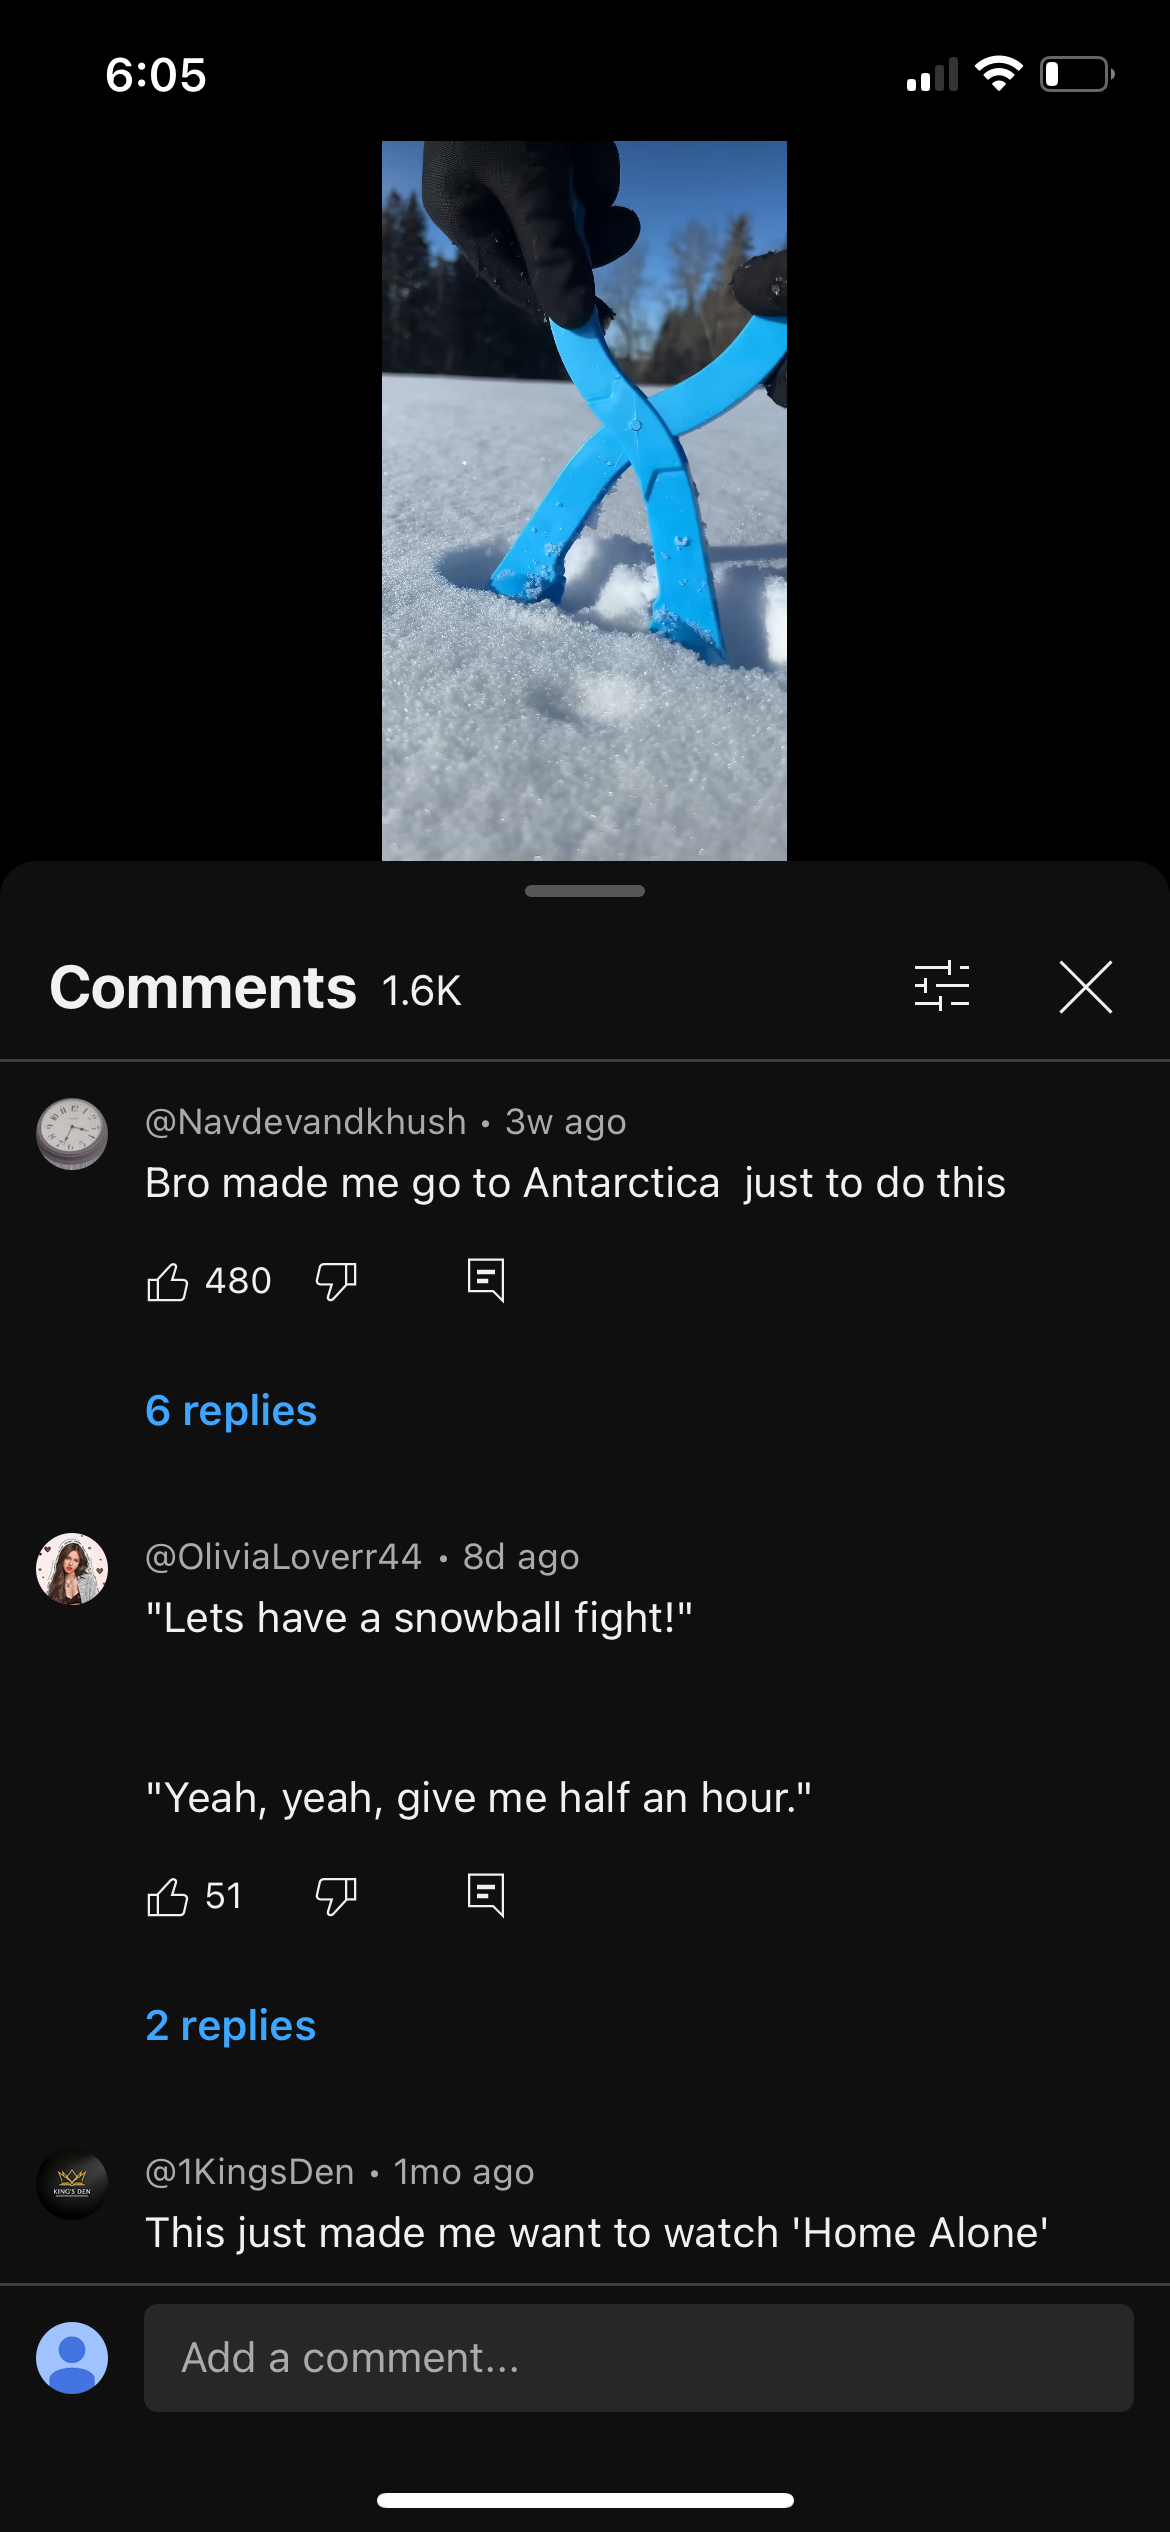 6:05
Comments 1.6K
@Navdevandkhush • 3w ago
Bro made me go to Antarctica  just to do this
480
6 replies
@OliviaLoverr44 • 8d ago
"Lets have a snowball fight!"
"Yeah, yeah, give me half an hour."
51
2 replies
@1KingsDen • 1mo ago
KING'S DEN
This just made me want to watch 'Home Alone'
Add a comment...